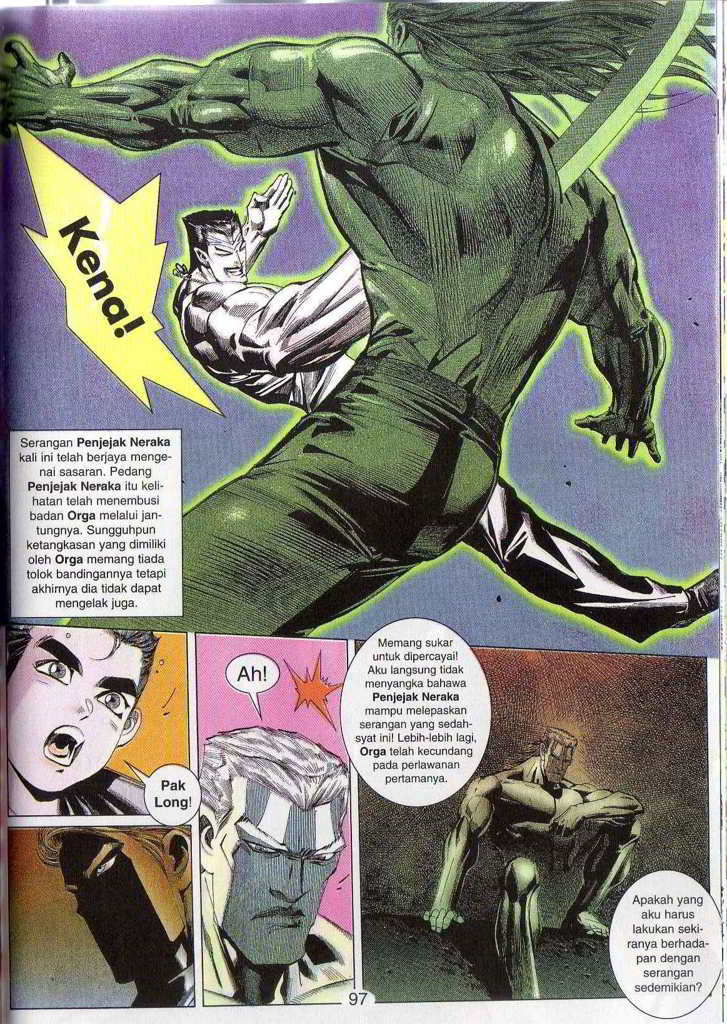 Kena!
Serangan Penjejak Neraka
kali ini telah berjaya menge-
nai sasaran. Pedang
Penjejak Neraka itu keli-
hatan telah menembusi
badan Orga melalui jan-
tungnya. Sungguhpun
ketangkasan yang dimiliki
oleh Orga memang tiada
tolok bandingannya tetapi
akhirnya dia tidak dapat
mengelak juga.
Pak
Long!
Ah!
Memang sukar
untuk dipercayai!
Aku langsung tidak
menyangka bahawa
Penjejak Neraka
mampu melepaskan
serangan yang sedah-
syat ini! Lebih-lebih lagi,
Orga telah kecundang
pada perlawanan
pertamanya.
Apakah yang
aku harus
lakukan seki-
ranya berhada-
pan dengan
serangan
sedemikian?
97